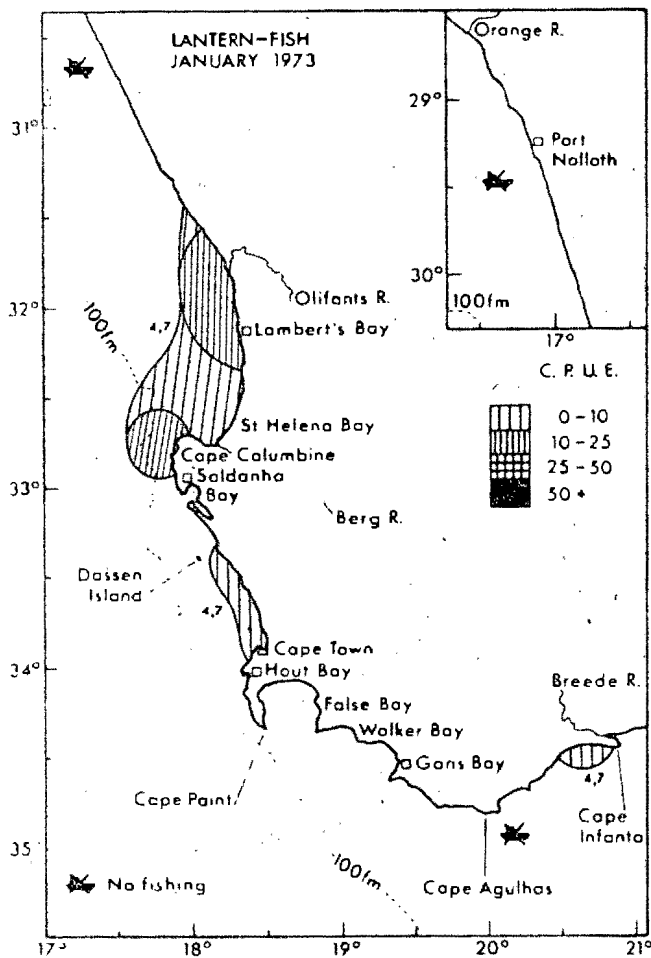 LANTERN-FISH
JANUARY 1973
Orange R.
29°
Port
Nolloth
30°
100fm
17°
31°
32°
33°
34°
35
Olifants R.
100fm
4,7
Lambert's Bay
C. P. U. E.
0-10
10-25
25-50
50+
St Helena Bay
Cape Columbine
Saldanha
Bay
Berg R.
Dassen
Island
4,7
Cape Town
Hout Bay
False Bay
Walker Bay
Gans Bay
Breede R.
4,7
Cape Point
Cape
Infanta
Cape Agulhas
100fm
No fishing
17°
18°
19°
20°
21°